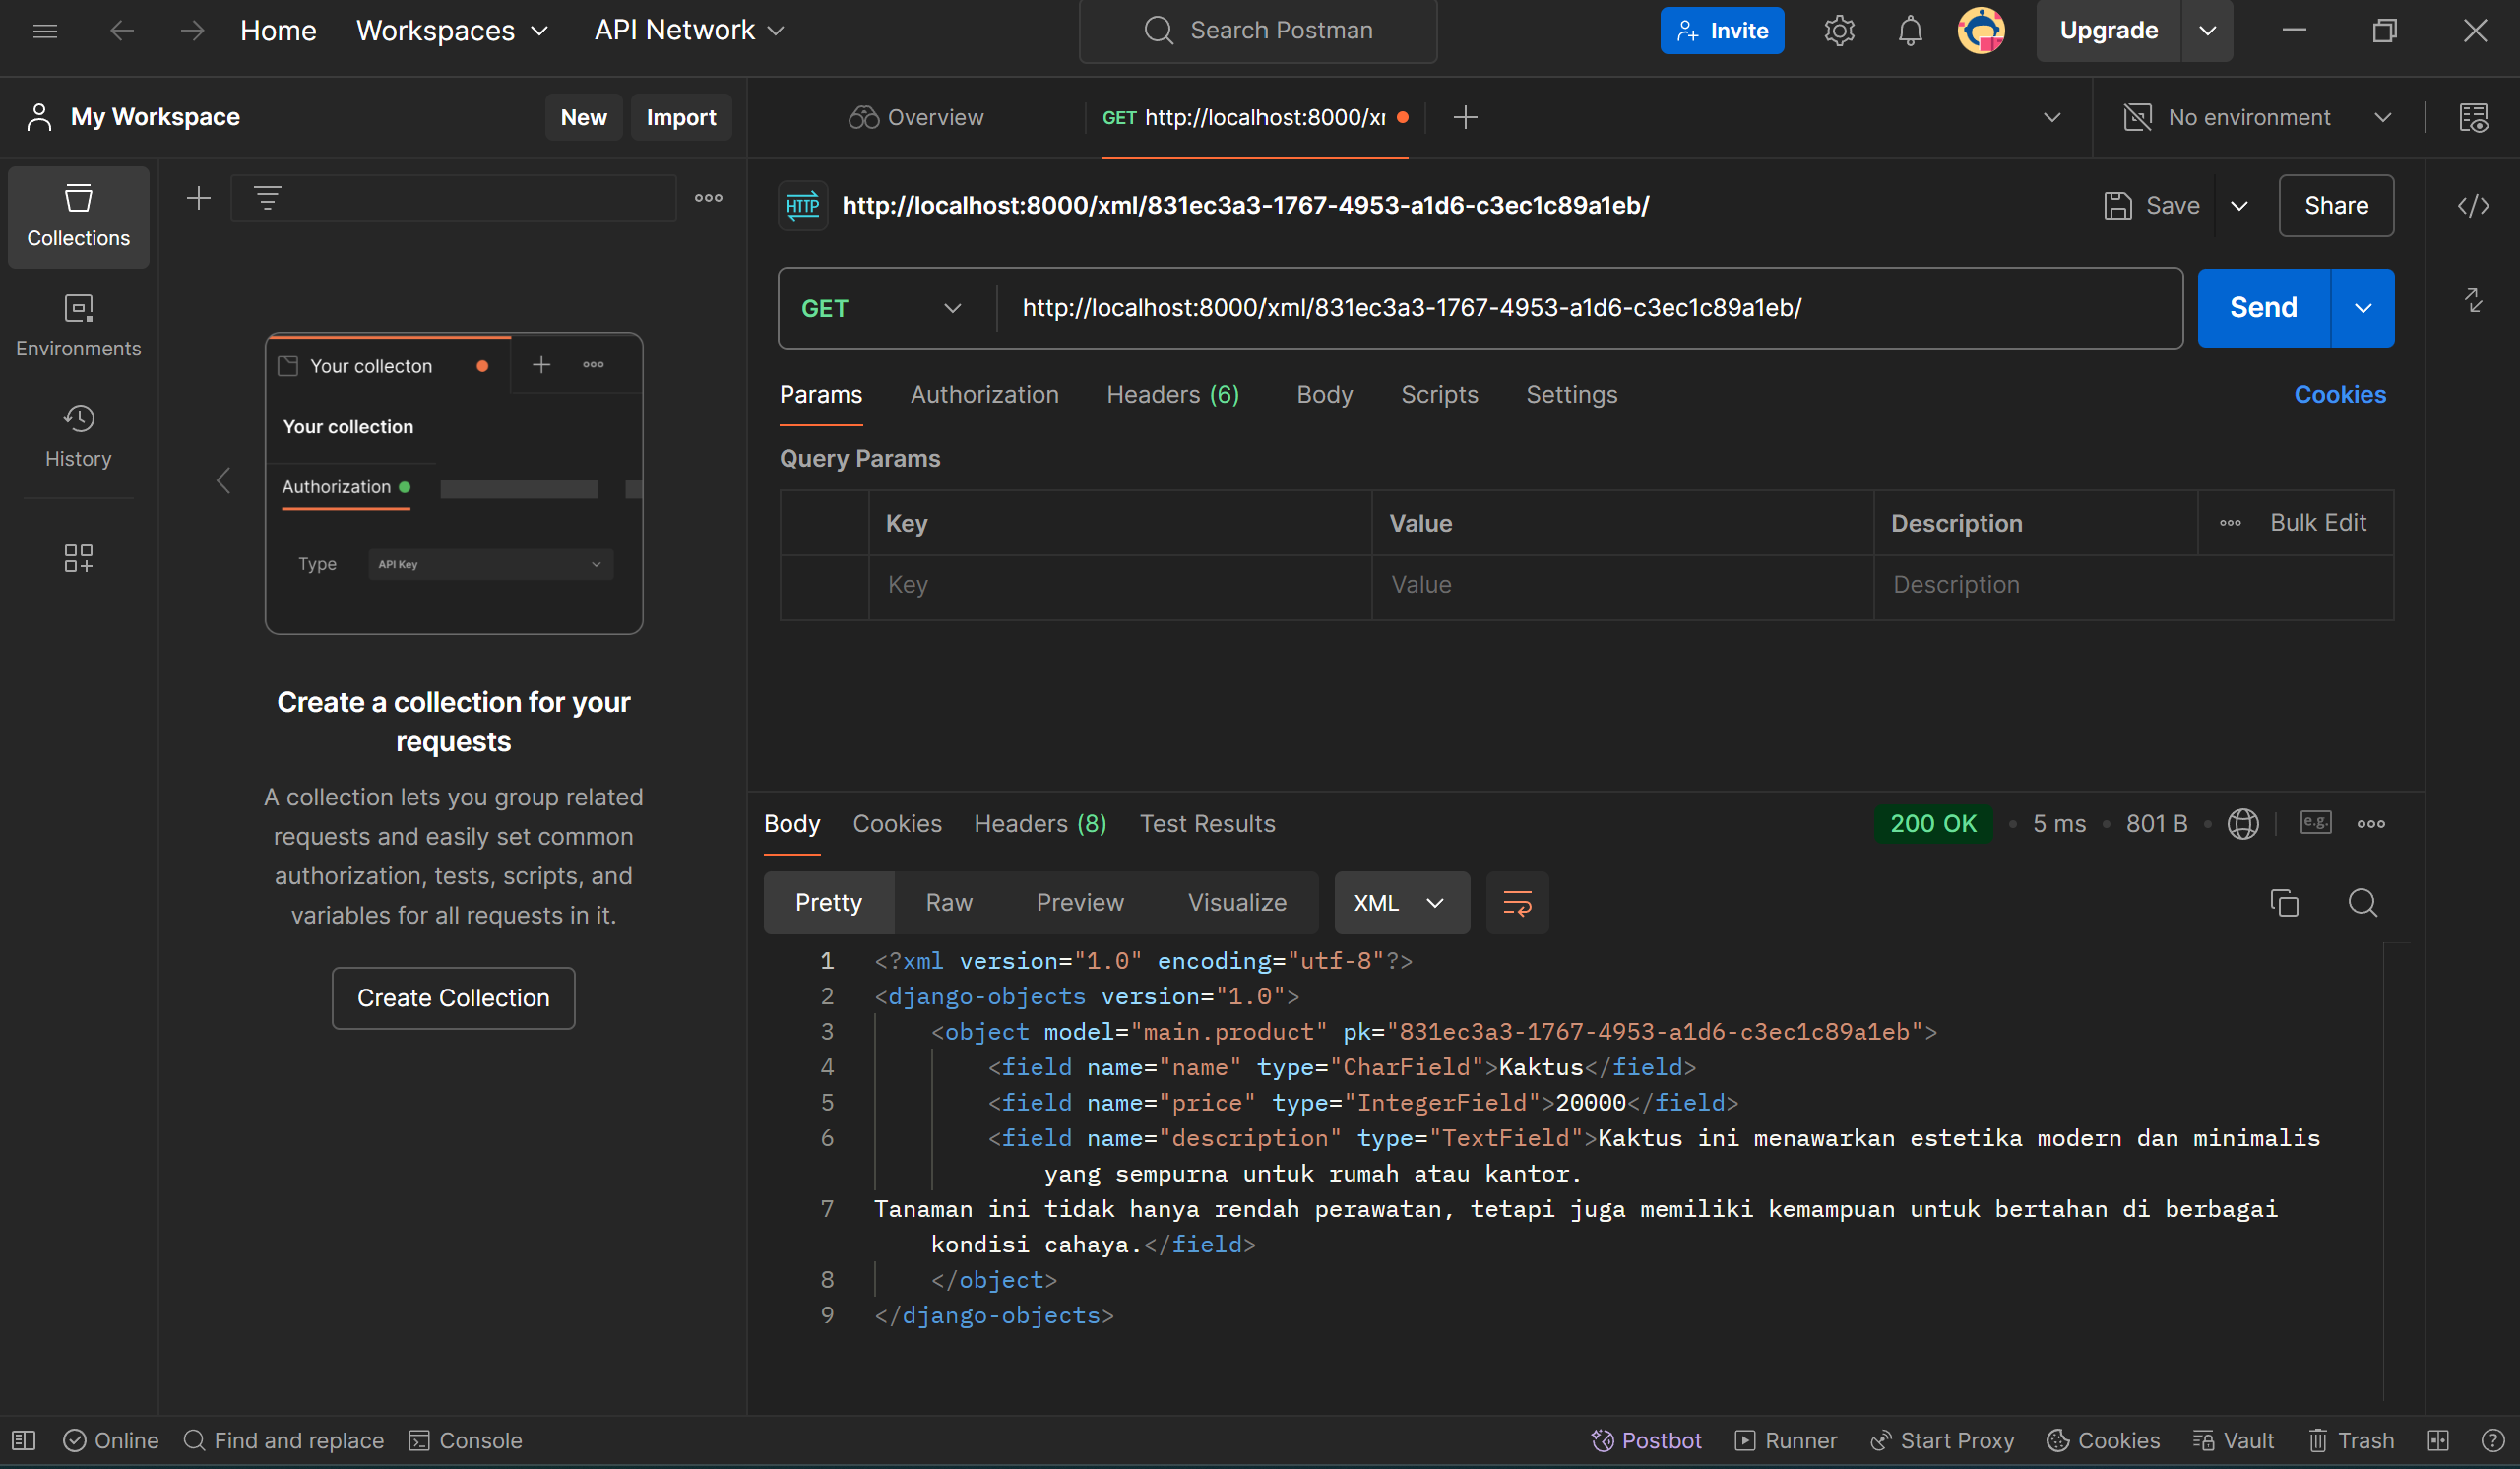 Home Workspaces API Network Search Postman Invite Upgrade
My Workspace New Import Overview GET http://localhost:8000/xr No environment
Collections
Environments
History
Your collecton
Your collection
Authorization
Type API Key
Create a collection for your
requests
A collection lets you group related
requests and easily set common
authorization, tests, scripts, and
variables for all requests in it.
Create Collection
HTTP http://localhost:8000/xml/831ec3a3-1767-4953-a1d6-c3ec1c89a1eb/ Save Share
GET http://localhost:8000/xml/831ec3a3-1767-4953-a1d6-c3ec1c89a1eb/ Send
Params Authorization Headers (6) Body Scripts Settings Cookies
Query Params
Key Value Description Bulk Edit
Key Value Description
Body Cookies Headers (8) Test Results 200 OK 5 ms 801 B e.g.
Pretty Raw Preview Visualize XML
1 <?xml version="1.0" encoding="utf-8"?>
2 <django-objects version="1.0">
3 <object model="main.product" pk="831ec3a3-1767-4953-a1d6-c3ec1c89a1eb">
4 <field name="name" type="CharField">Kaktus</field>
5 <field name="price" type="IntegerField">20000</field>
6 <field name="description" type="TextField">Kaktus ini menawarkan estetika modern dan minimalis
yang sempurna untuk rumah atau kantor.
7 Tanaman ini tidak hanya rendah perawatan, tetapi juga memiliki kemampuan untuk bertahan di berbagai
kondisi cahaya.</field>
8 </object>
9 </django-objects>
Online Find and replace Console Postbot Runner Start Proxy Cookies Vault Trash